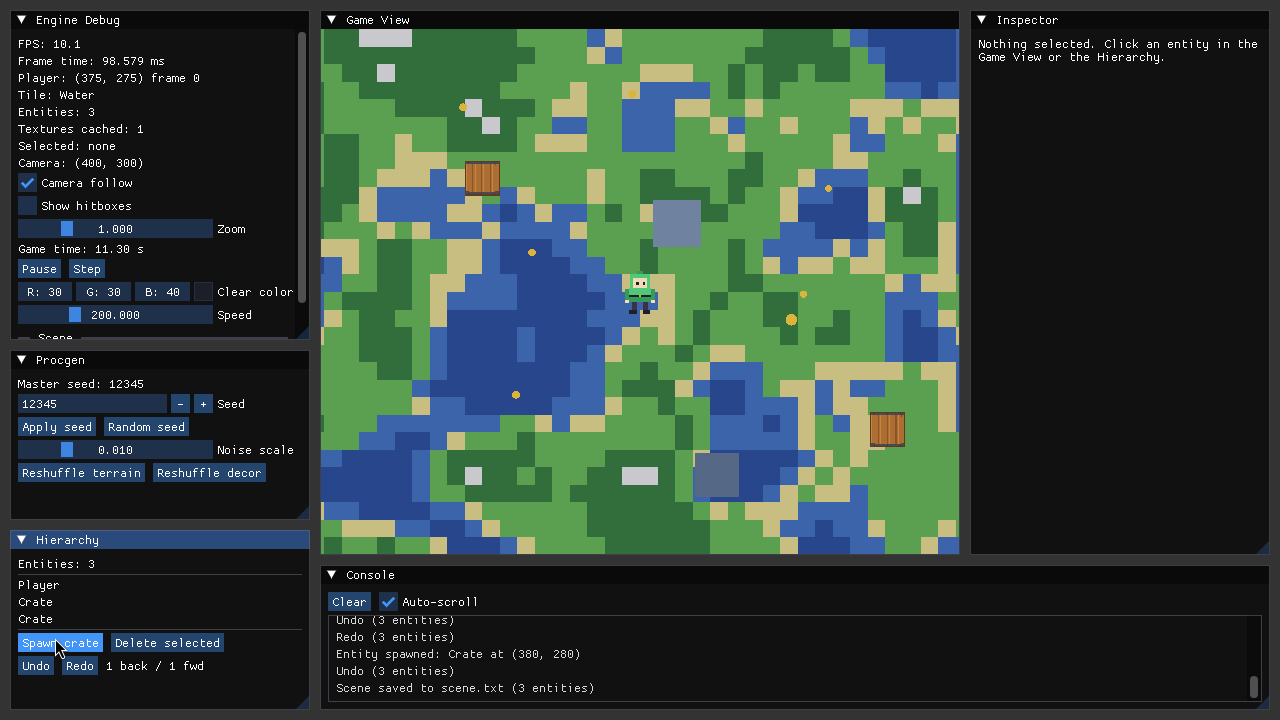 Engine Debug
FPS: 10.1
Frame time: 98.579 ms
Player: (375, 275) frame 0
Tile: Water
Entities: 3
Textures cached: 1
Selected: none
Camera: (400, 300)
Camera follow
Show hitboxes
1.000 Zoom
Game time: 11.30 s
Pause Step
R: 30 G: 30 B: 40 Clear color
200.000 Speed
Scene
Procgen
Master seed: 12345
12345 - + Seed
Apply seed Random seed
0.010 Noise scale
Reshuffle terrain Reshuffle decor
Hierarchy
Entities: 3
Player
Crate
Crate
Spawn crate Delete selected
Undo Redo 1 back / 1 fwd
Game View
Console
Clear Auto-scroll
Undo (3 entities)
Redo (3 entities)
Entity spawned: Crate at (380, 280)
Undo (3 entities)
Scene saved to scene.txt (3 entities)
Inspector
Nothing selected. Click an entity in the
Game View or the Hierarchy.